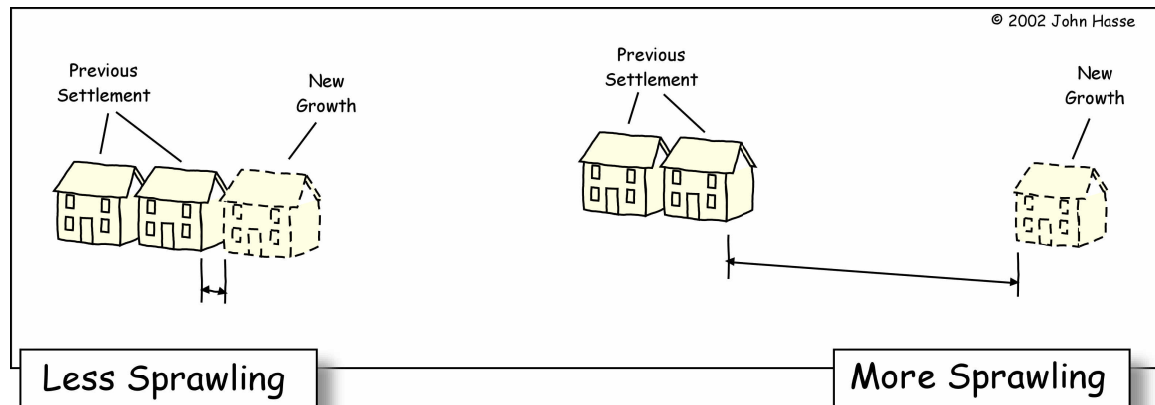 © 2002 John Hasse
Previous
Settlement
New
Growth
Previous
Settlement
New
Growth
Less Sprawling
More Sprawling